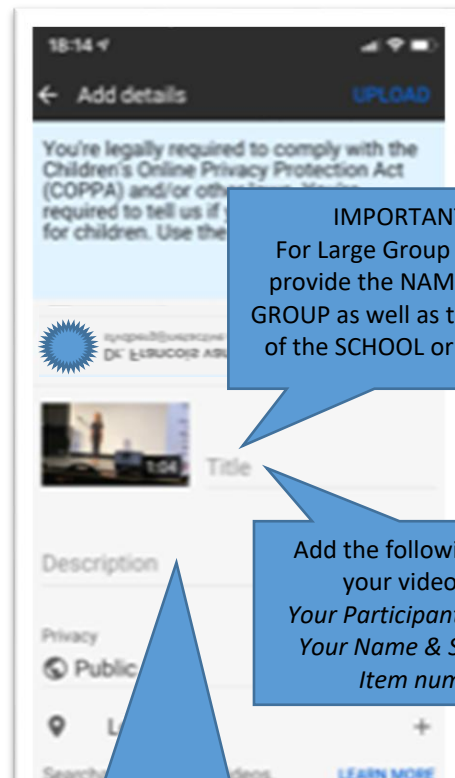 18:14
Add details UPLOAD
You're legally required to comply with the
Children's Online Privacy Protection Act
(COPPA) and/or other
required to tell us if
for children. Use the
IMPORTANT
For Large Group
provide the NAM
GROUP as well as t
of the SCHOOL or
Dr. Francois van
1:04
Title
Add the followi
your video
Your Participant
Your Name & S
Item num
Description
Privacy
Public
LEARN MORE